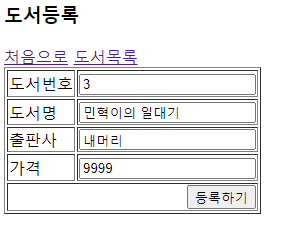 도서등록
처음으로 도서목록
도서번호 3
도서명 민혁이의 일대기
출판사 내머리
가격 9999
등록하기